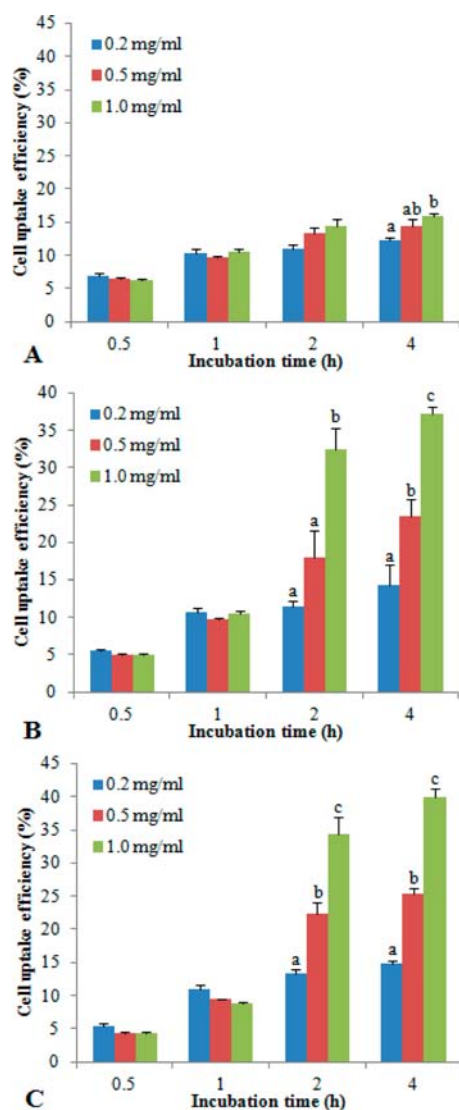 45
40
35
30
25
20
15
10
5
0
Cell uptake efficiency (%)
0.2 mg/ml
0.5 mg/ml
1.0 mg/ml
a
ab
b
0.5
1
2
4
Incubation time (h)
A
40
35
30
25
20
15
10
5
0
Cell uptake efficiency (%)
0.2 mg/ml
0.5 mg/ml
1.0 mg/ml
a
a
b
a
b
c
0.5
1
2
4
Incubation time (h)
B
45
40
35
30
25
20
15
10
5
0
Cell uptake efficiency (%)
0.2 mg/ml
0.5 mg/ml
1.0 mg/ml
a
b
c
a
b
c
0.5
1
2
4
Incubation time (h)
C